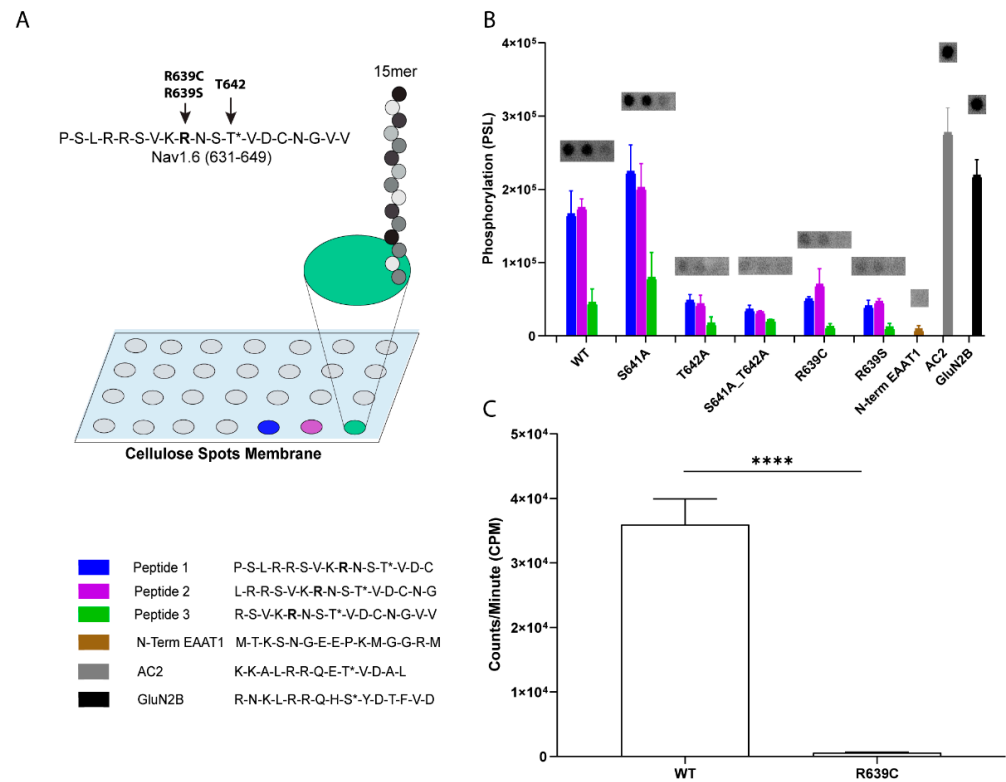 A
R639C
R639S
T642
P-S-L-R-R-S-V-K-R-N-S-T*-V-D-C-N-G-V-V
Nav1.6 (631-649)
15mer
Cellulose Spots Membrane
Peptide 1 P-S-L-R-R-S-V-K-R-N-S-T*-V-D-C
Peptide 2 L-R-R-S-V-K-R-N-S-T*-V-D-C-N-G
Peptide 3 R-S-V-K-R-N-S-T*-V-D-C-N-G-V-V
N-Term EAAT1 M-T-K-S-N-G-E-E-P-K-M-G-G-R-M
AC2 K-K-A-L-R-R-Q-E-T*-V-D-A-L
GluN2B R-N-K-L-R-R-Q-H-S*-Y-D-T-F-V-D
B
Phosphorylation (PSL)
4×10⁵
3×10⁵
2×10⁵
1×10⁵
0
WT
S641A
T642A
S641A_T642A
R639C
R639S
N-term EAAT1
AC2
GluN2B
C
Counts/Minute (CPM)
5×10⁴
4×10⁴
3×10⁴
2×10⁴
1×10⁴
0
****
WT
R639C